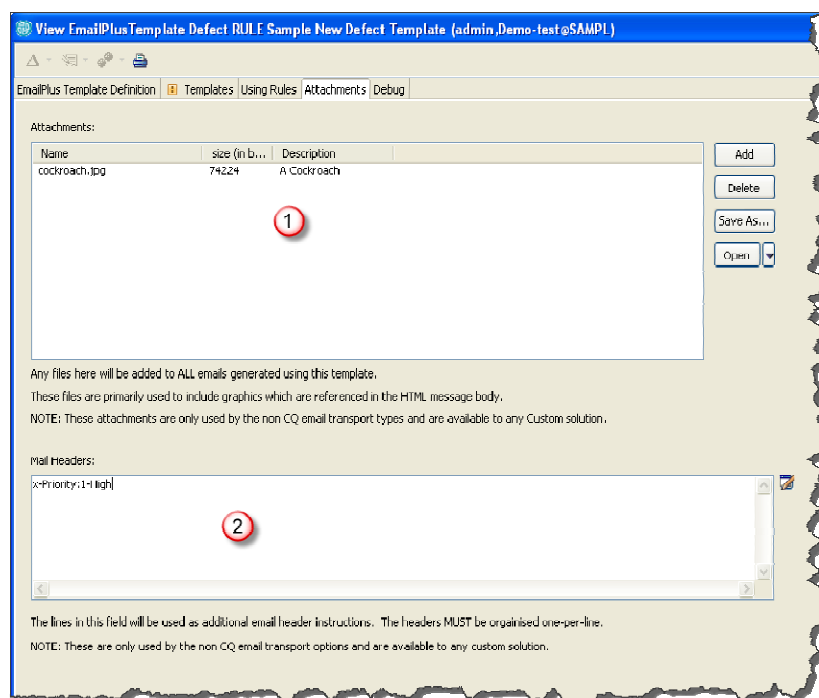 View EmailPlusTemplate Defect RULE Sample New Defect Template (admin,Demo-test@SAMPL)
A
EmailPlus Template Definition Templates Using Rules Attachments Debug
Attachments:
Name size (in b... Description
cockroach.jpg 74224 A Cockroach
Add
Delete
Save As...
Open
1
Any files here will be added to ALL emails generated using this template.
These files are primarily used to include graphics which are referenced in the HTML message body.
NOTE: These attachments are only used by the non CQ email transport types and are available to any Custom solution.
Mail Headers:
x-Priority:1-High
2
The lines in this field will be used as additional email header instructions. The headers MUST be orgainised one-per-line.
NOTE: These are only used by the non CQ email transport options and are available to any custom solution.